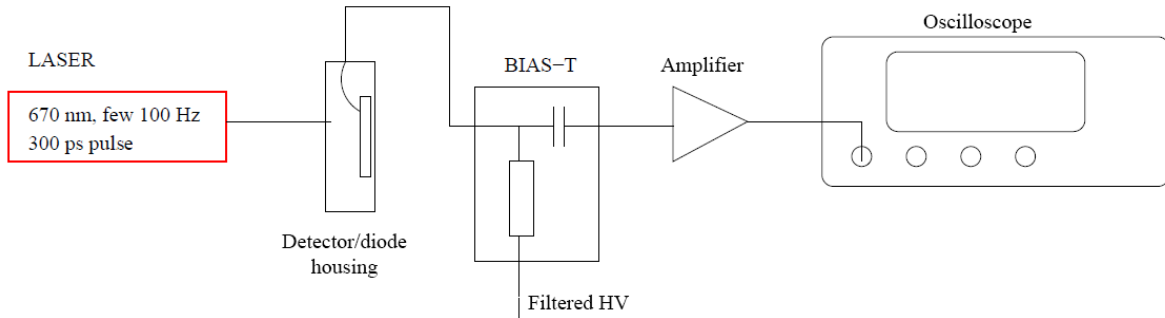 Oscilloscope
LASER
BIAS−T
Amplifier
670 nm, few 100 Hz
300 ps pulse
Detector/diode
housing
Filtered HV